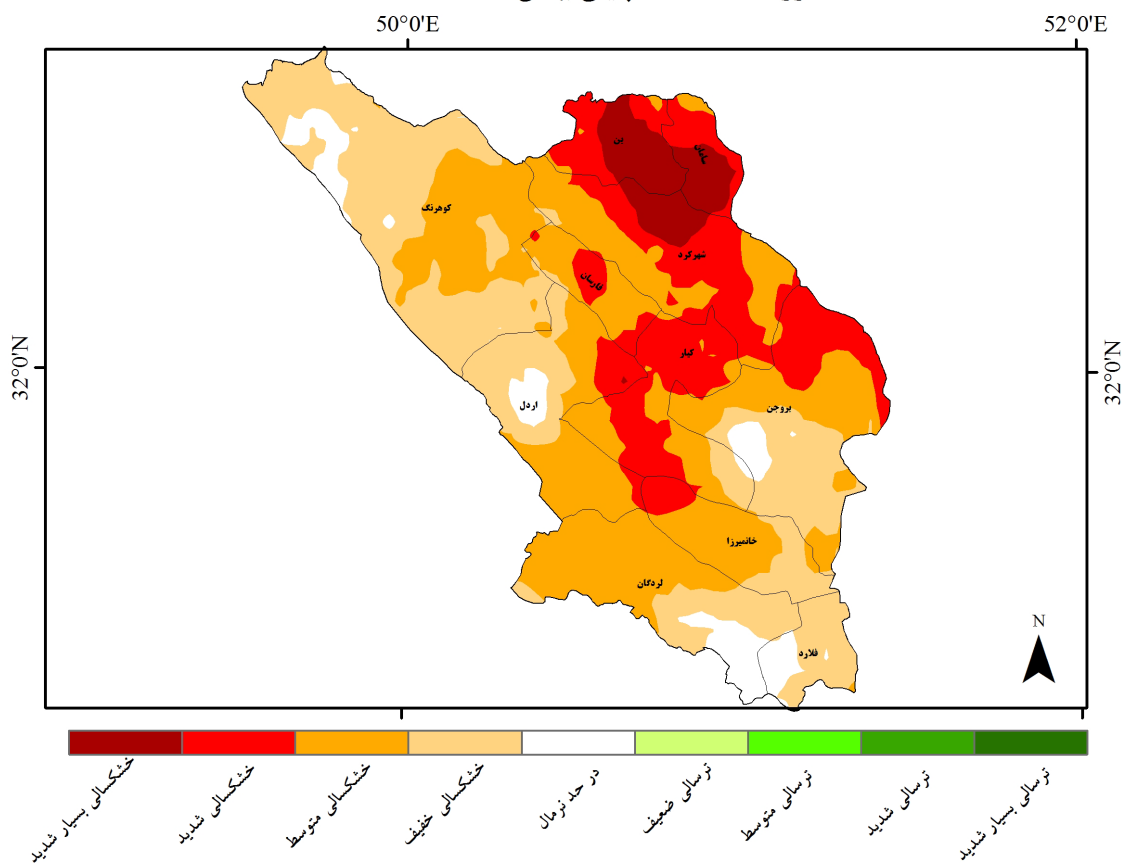 50°0'E
52°0'E
بن
سامان
کوهرنگ
شهرکرد
فارسان
کیار
32°0'N
32°0'N
اردل
بروجن
خانمیرزا
لردگان
فلارد
N
خشکسالی بسیار شدید
خشکسالی شدید
خشکسالی متوسط
خشکسالی خفیف
در حد نرمال
ترسالی ضعیف
ترسالی متوسط
ترسالی شدید
ترسالی بسیار شدید